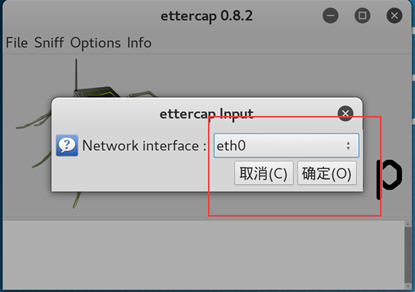 ettercap 0.8.2
File Sniff Options Info
ettercap Input
Network interface : eth0
取消(C) 确定(O)
p